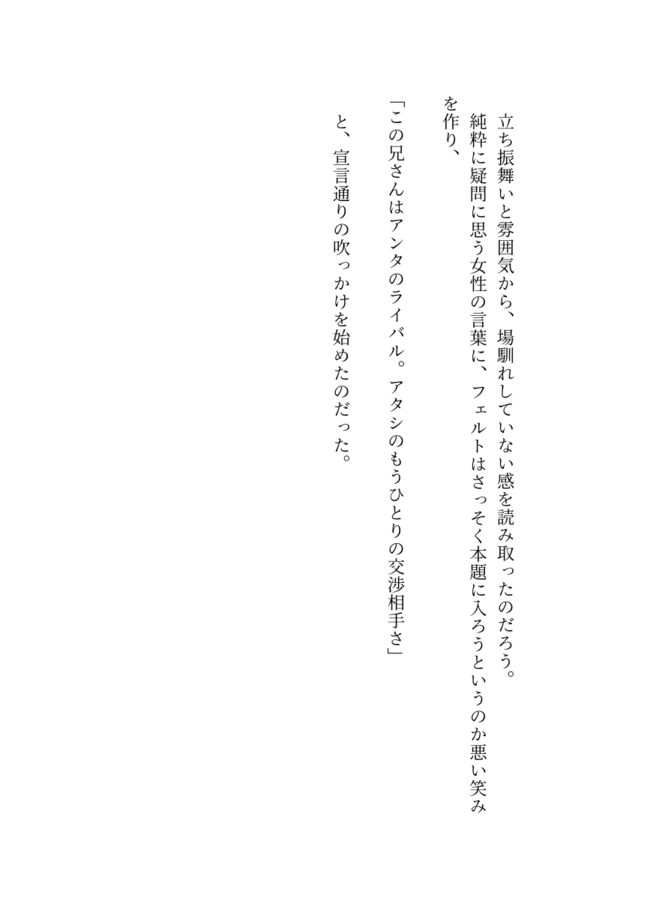 立ち振舞いと雰囲気から、場馴れしていない感を読み取ったのだろう。
純粋に疑問に思う女性の言葉に、フェルトはさっそく本題に入ろうというのか悪い笑み
を作り、
「この兄さんはアンタのライバル。アタシのもうひとりの交渉相手さ」
と、宣言通りの吹っかけを始めたのだった。